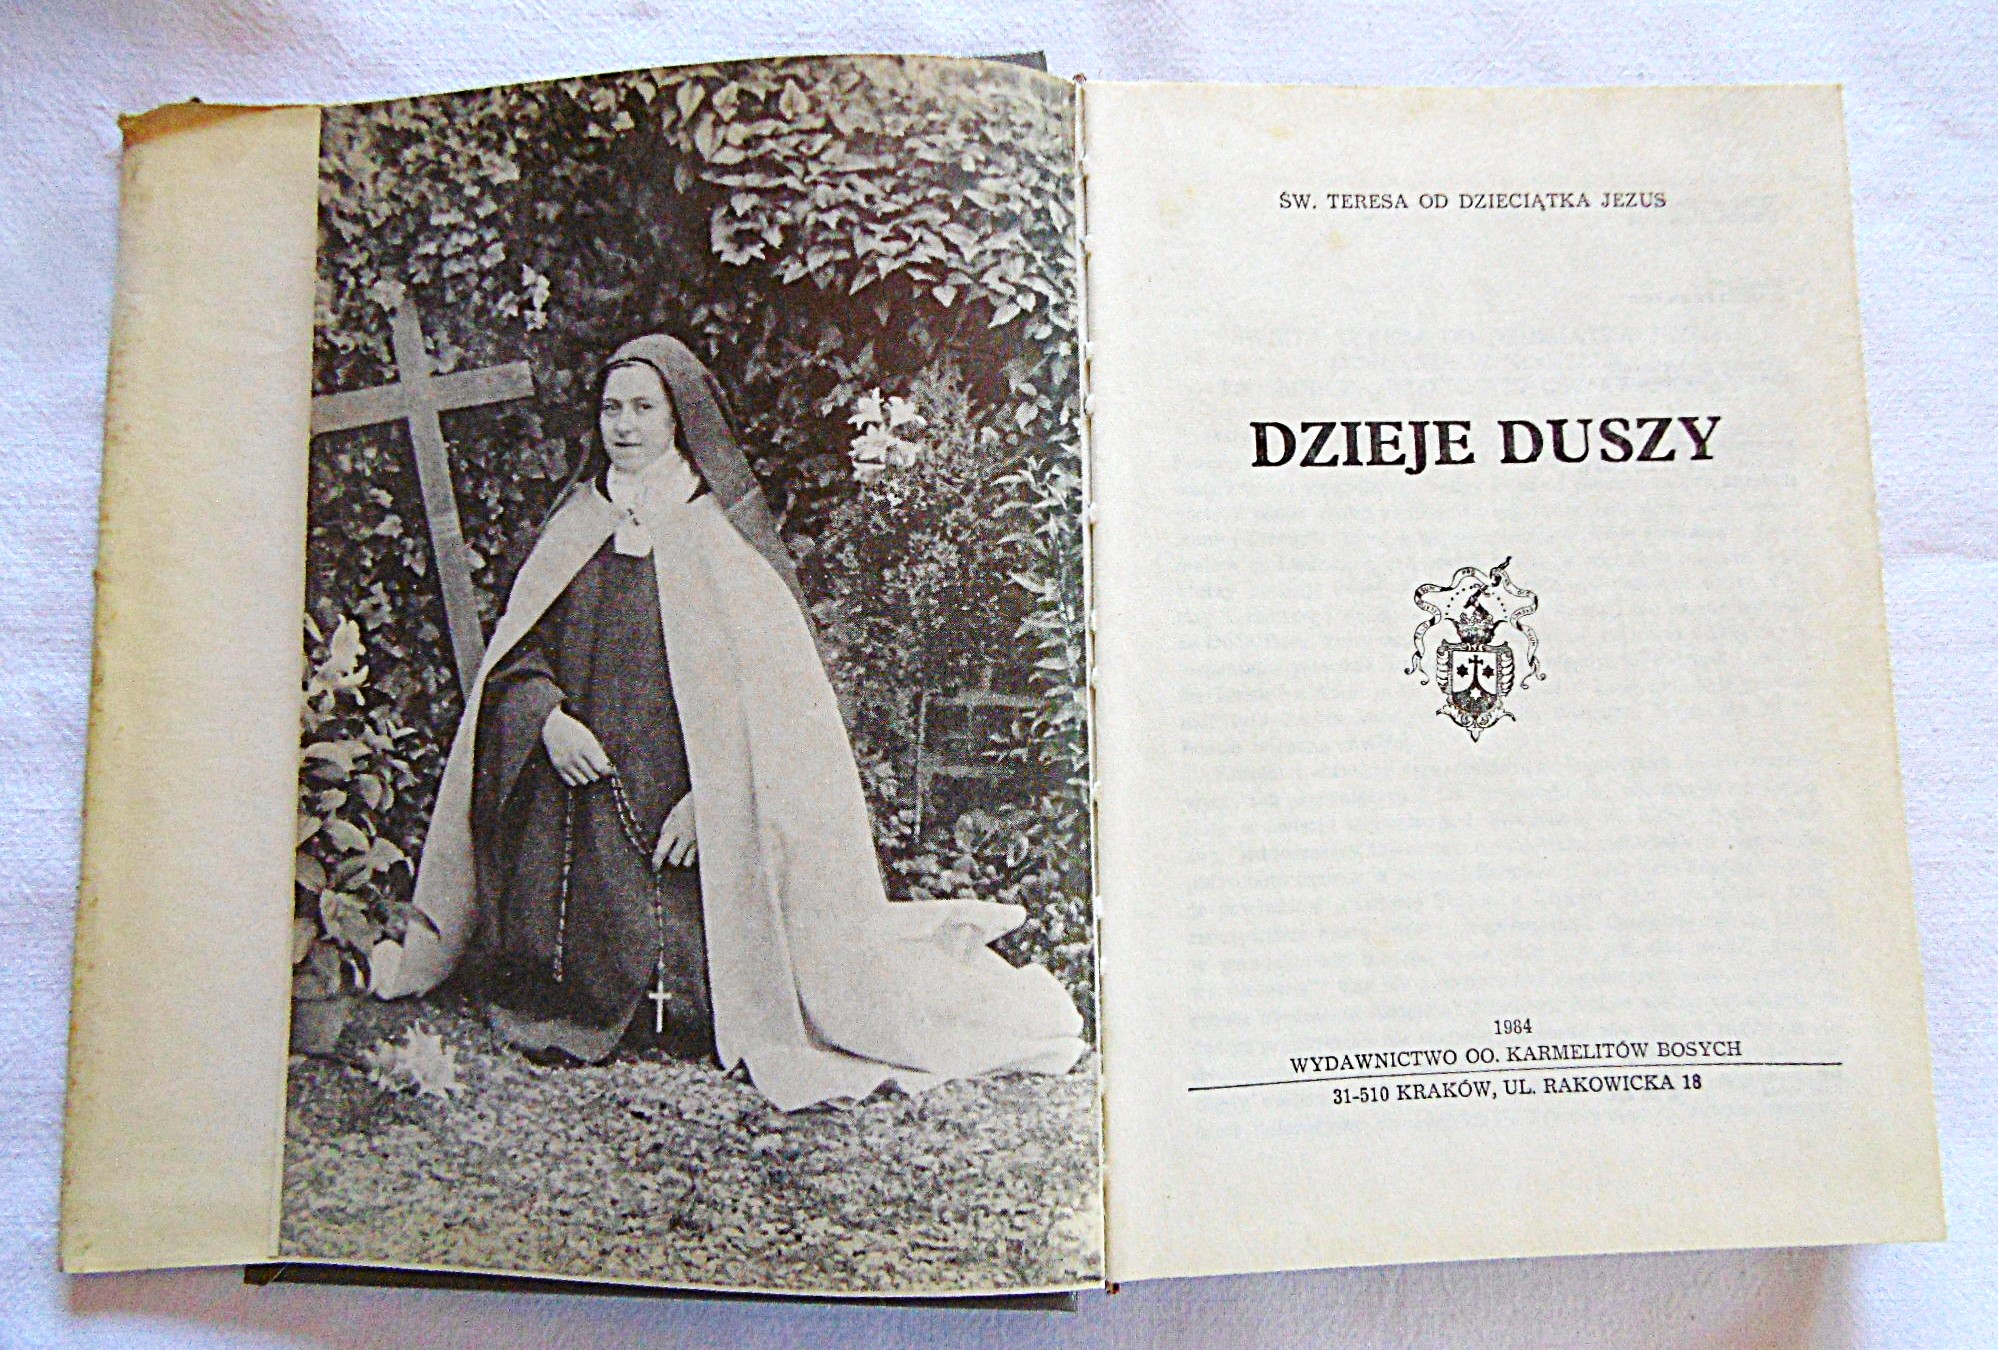 ŚW. TERESA OD DZIECIĄTKA JEZUS
DZIEJE DUSZY
1984
WYDAWNICTWO OO. KARMELITÓW BOSYCH
31-510 KRAKÓW, UL. RAKOWICKA 18